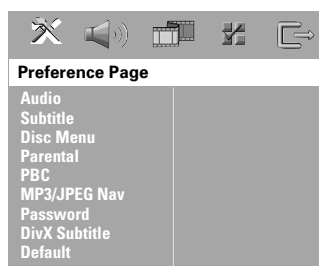 Preference Page
Audio
Subtitle
Disc Menu
Parental
PBC
MP3/JPEG Nav
Password
DivX Subtitle
Default